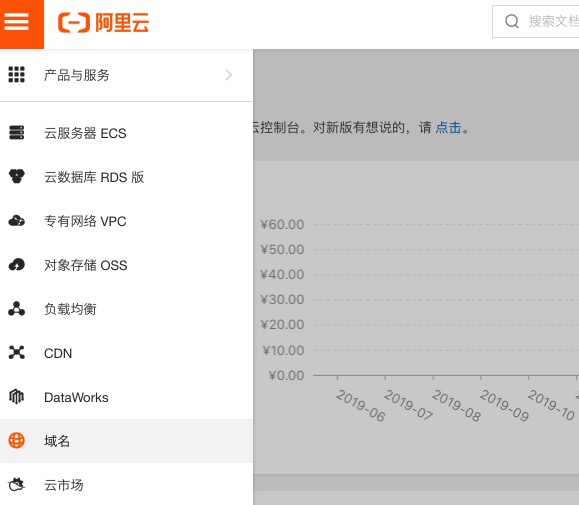 阿里云
搜索文档
产品与服务
云服务器 ECS
云数据库 RDS 版
专有网络 VPC
对象存储 OSS
负载均衡
CDN
DataWorks
域名
云市场
云控制台。对新版有想说的，请 点击。
¥60.00
¥50.00
¥40.00
¥30.00
¥20.00
¥10.00
¥0.00
2019-06
2019-07
2019-08
2019-09
2019-10